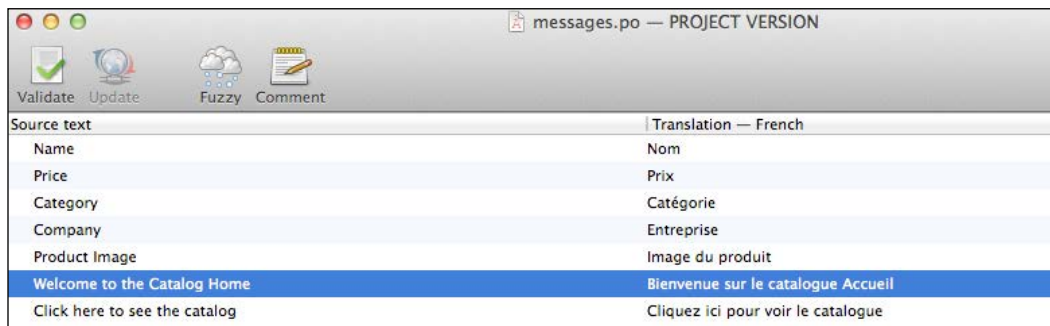 messages.po — PROJECT VERSION
Validate Update Fuzzy Comment
Source text Translation — French
Name Nom
Price Prix
Category Catégorie
Company Entreprise
Product Image Image du produit
Welcome to the Catalog Home Bienvenue sur le catalogue Accueil
Click here to see the catalog Cliquez ici pour voir le catalogue